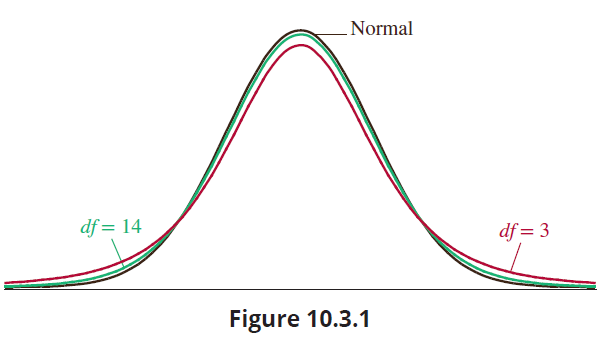 Normal
df = 14
df = 3
Figure 10.3.1